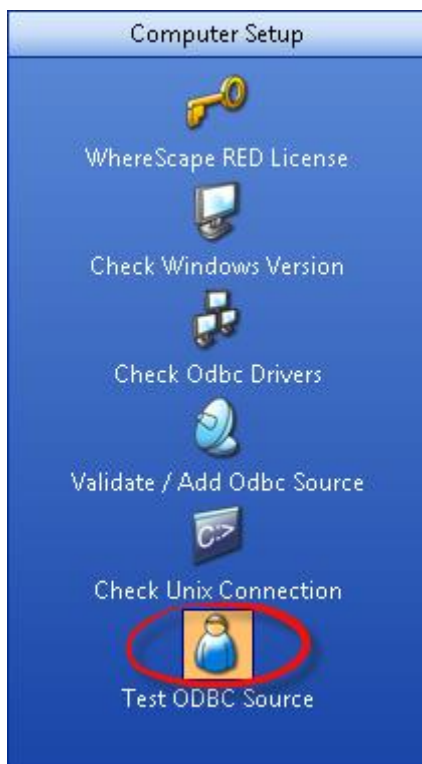 Computer Setup
WhereScape RED License
Check Windows Version
Check Odbc Drivers
Validate / Add Odbc Source
C:>
Check Unix Connection
Test ODBC Source